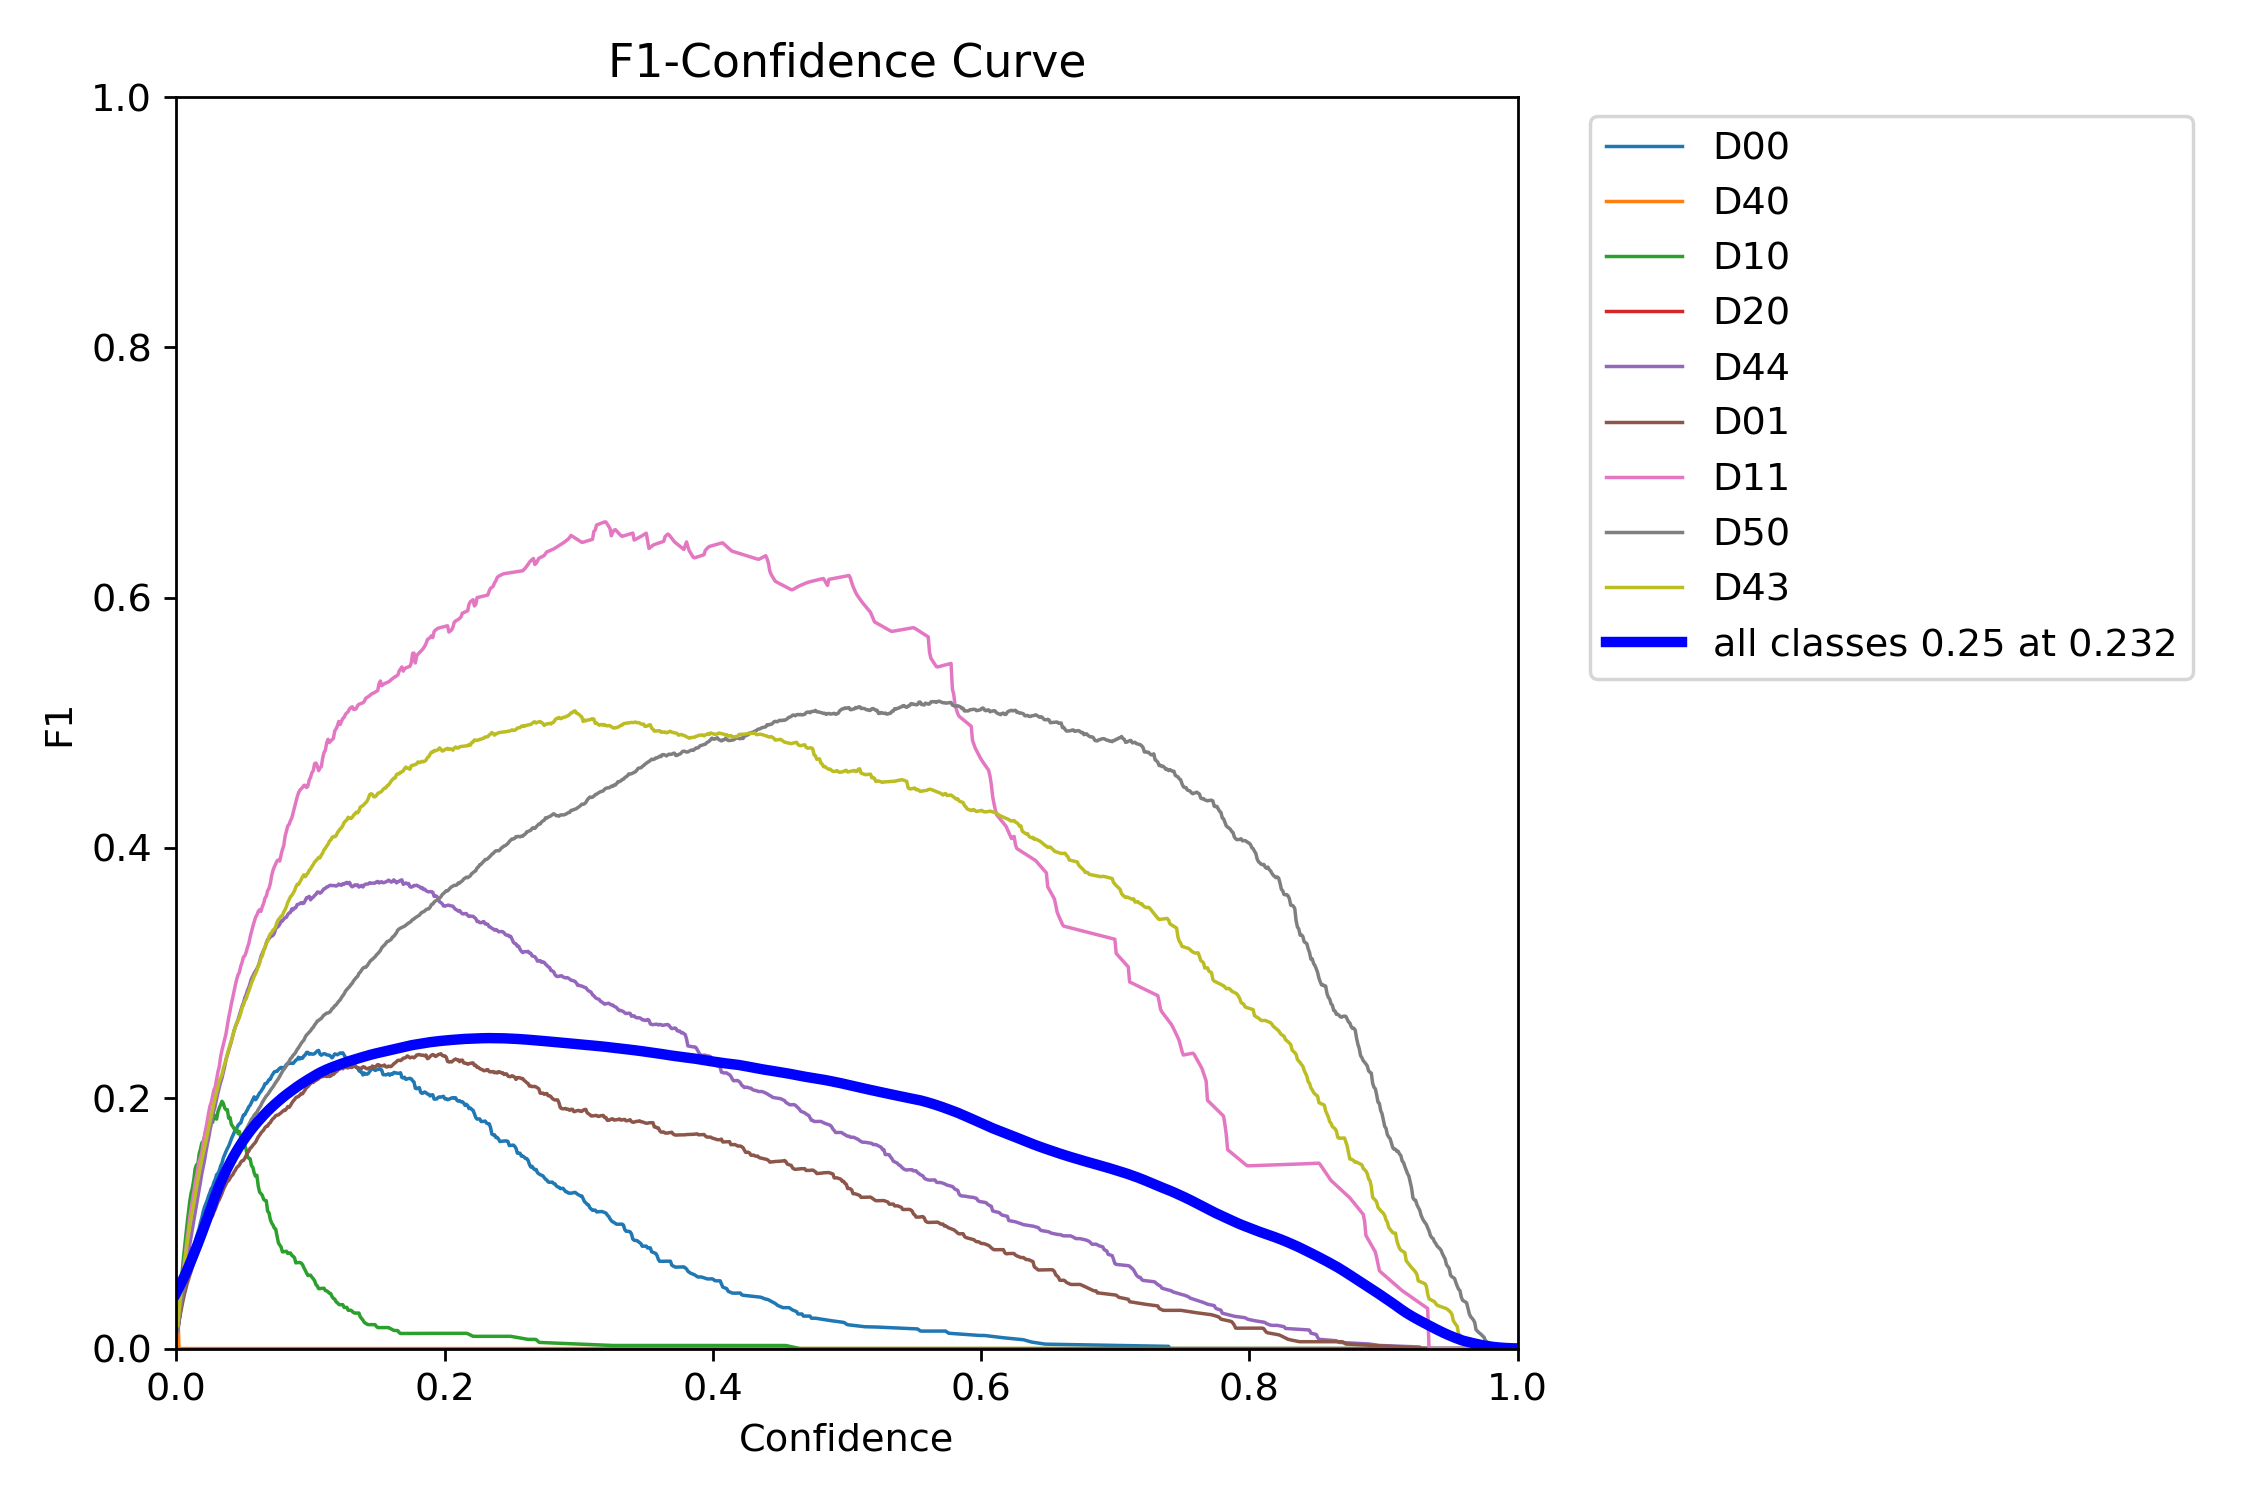 F1-Confidence Curve
1.0
0.8
0.6
0.4
0.2
0.0
F1
0.0 0.2 0.4 0.6 0.8 1.0
Confidence
D00
D40
D10
D20
D44
D01
D11
D50
D43
all classes 0.25 at 0.232